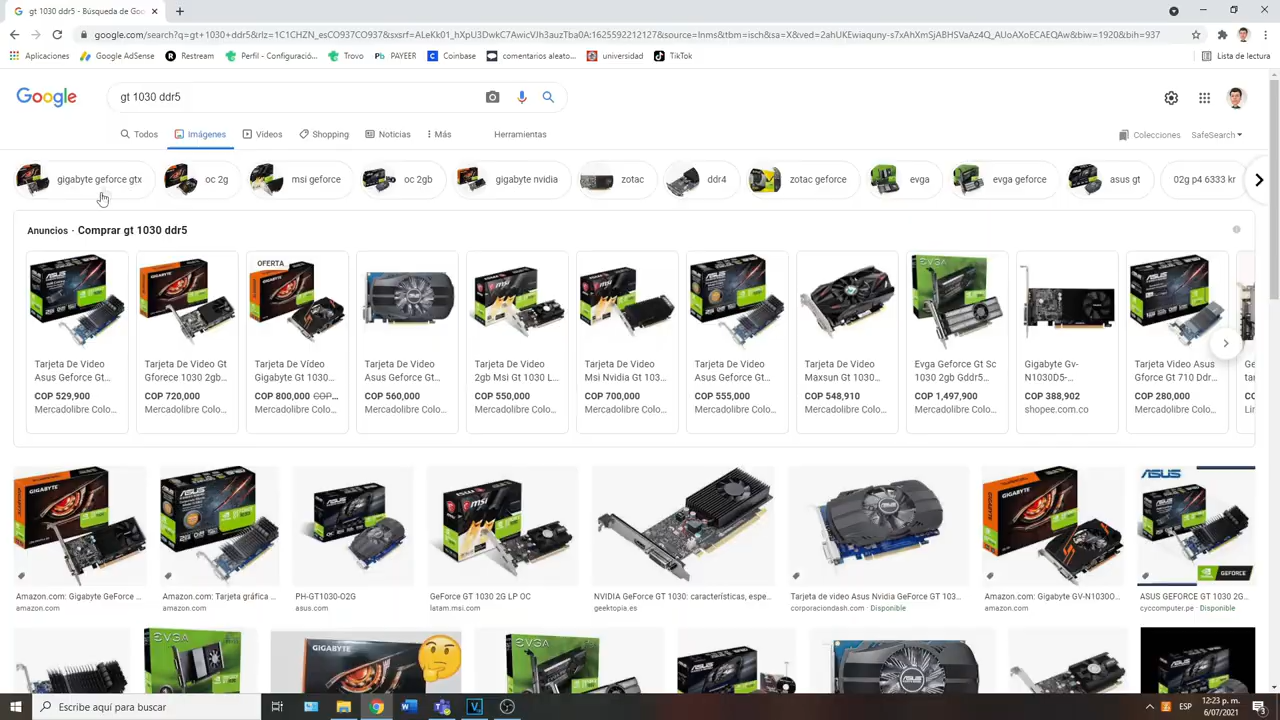 gt 1030 ddr5 - Búsqueda de Goo
google.com/search?q=gt+1030+ddr5&rlz=1C1CHZN_esCO937CO937&sxsrf=ALeKk01_hXpU3DwkC7AwicVJh3auzTba0A:1625592212127&source=lnms&tbm=isch&sa=X&ved=2ahUKEwiaquny-s7xAhXmSjABHSVaAz4Q_AUoAXoECAEQAw&biw=1920&bih=937
Aplicaciones Google AdSense Restream Perfil - Configuració... Trovo PAYEER Coinbase comentarios aleato... universidad TikTok Lista de lectura
Google gt 1030 ddr5
Todos Imágenes Videos Shopping Noticias Más Herramientas Colecciones SafeSearch
gigabyte geforce gtx oc 2g msi geforce oc 2gb gigabyte nvidia zotac ddr4 zotac geforce evga evga geforce asus gt 02g p4 6333 kr
Anuncios · Comprar gt 1030 ddr5
OFERTA
Tarjeta De Video Tarjeta De Video Gt Tarjeta De Vídeo Tarjeta De Video Tarjeta De Video Tarjeta De Video Tarjeta De Video Tarjeta De Video Evga Geforce Gt Sc Gigabyte Gv- Tarjeta Video Asus
Asus Geforce Gt... Gforece 1030 2gb... Gigabyte Gt 1030... Asus Geforce Gt... 2gb Msi Gt 1030 L... Msi Nvidia Gt 103... Asus Geforce Gt... Maxsun Gt 1030... 1030 2gb Gddr5... N1030D5-... Gforce Gt 710 Ddr...
COP 529,900 COP 720,000 COP 800,000 COP... COP 560,000 COP 550,000 COP 700,000 COP 555,000 COP 548,910 COP 1,497,900 COP 388,902 COP 280,000
Mercadolibre Colo... Mercadolibre Colo... Mercadolibre Colo... Mercadolibre Colo... Mercadolibre Colo... Mercadolibre Colo... Mercadolibre Colo... Mercadolibre Colo... Mercadolibre Colo... shopee.com.co Mercadolibre Colo...
Amazon.com: Gigabyte GeForce ... Amazon.com: Tarjeta gráfica ... PH-GT1030-O2G GeForce GT 1030 2G LP OC NVIDIA GeForce GT 1030: características, espe... Tarjeta de video Asus Nvidia GeForce GT 103... Amazon.com: Gigabyte GV-N1030O... ASUS GEFORCE GT 1030 2G...
amazon.com amazon.com asus.com latam.msi.com geektopia.es corporaciondash.com · Disponible amazon.com cyccomputer.pe · Disponible
Escribe aquí para buscar
ESP
12:23 p. m.
6/07/2021